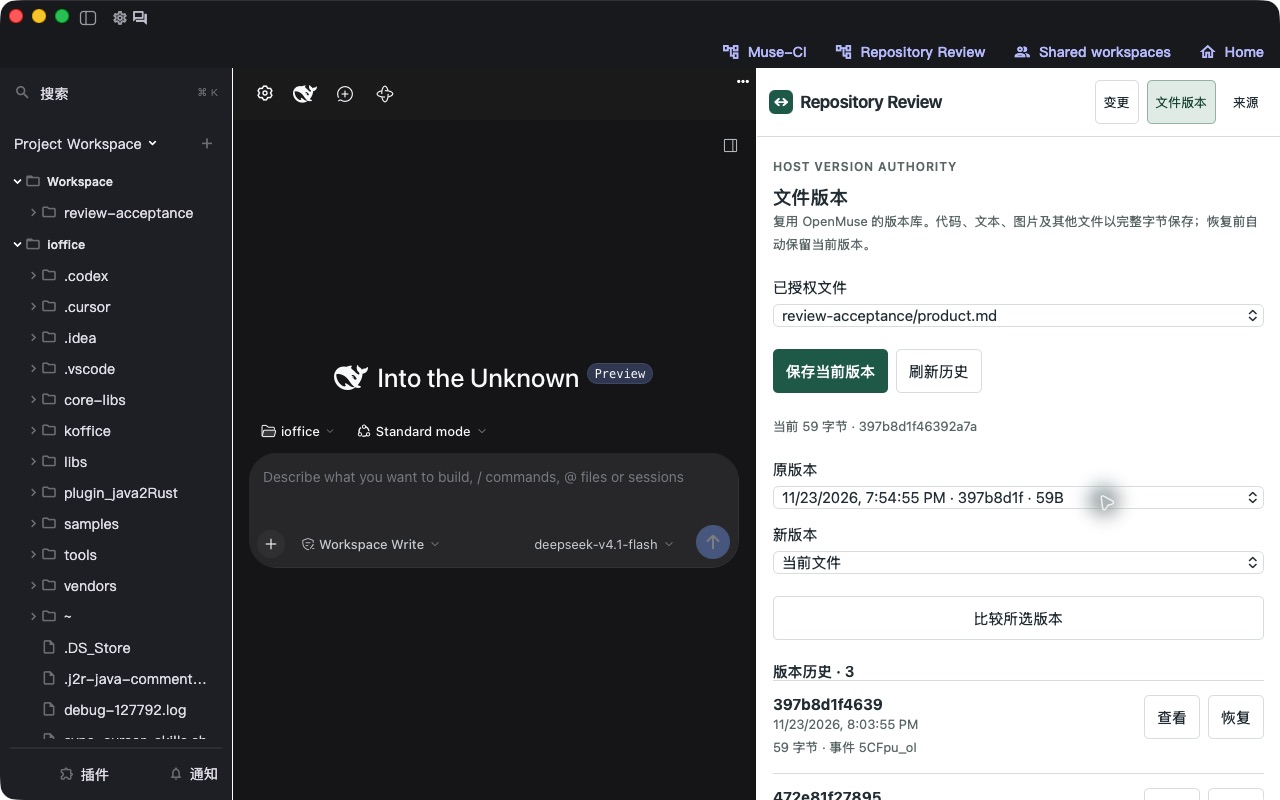 Muse-CI
Repository Review
Shared workspaces
Home
搜索
⌘ K
Project Workspace
Workspace
review-acceptance
ioffice
.codex
.cursor
.idea
.vscode
core-libs
koffice
libs
plugin_java2Rust
samples
tools
vendors
~
.DS_Store
.j2r-java-comment...
debug-127792.log
插件
通知
Into the Unknown
Preview
ioffice
Standard mode
Describe what you want to build, / commands, @ files or sessions
Workspace Write
deepseek-v4.1-flash
Repository Review
变更
文件版本
来源
HOST VERSION AUTHORITY
文件版本
复用 OpenMuse 的版本库。代码、文本、图片及其他文件以完整字节保存；恢复前自
动保留当前版本。
已授权文件
review-acceptance/product.md
保存当前版本
刷新历史
当前 59 字节 · 397b8d1f46392a7a
原版本
11/23/2026, 7:54:55 PM · 397b8d1f · 59B
新版本
当前文件
比较所选版本
版本历史 · 3
397b8d1f4639
11/23/2026, 8:03:55 PM
59 字节 · 事件 5CFpu_oI
查看
恢复
472e81f27895